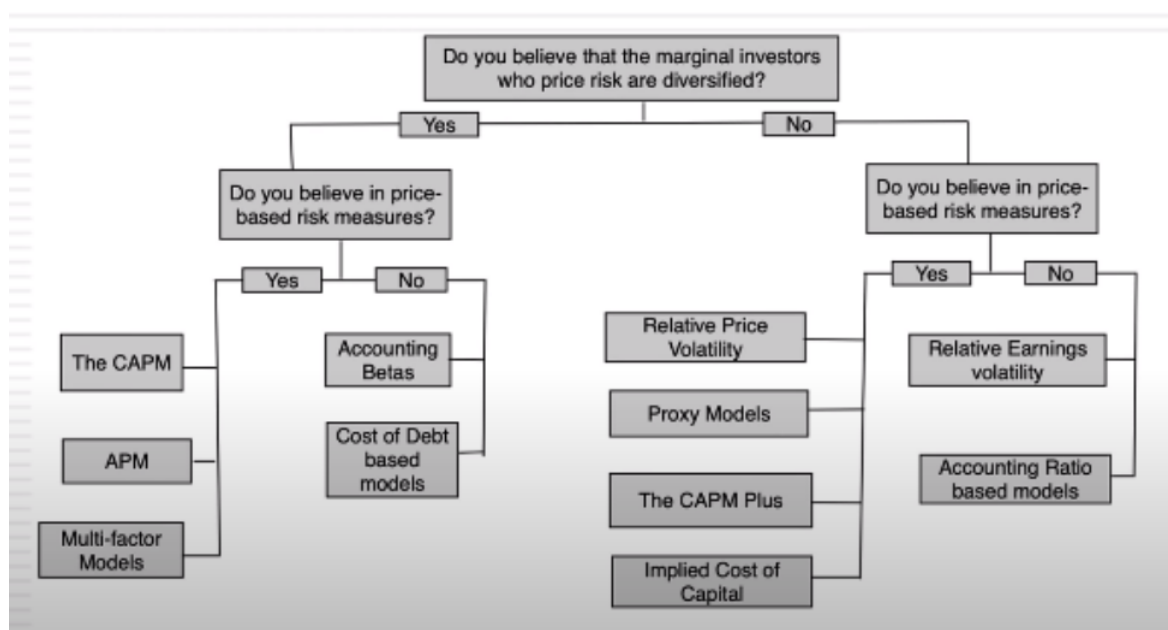 Do you believe that the marginal investors
who price risk are diversified?
Yes
No
Do you believe in price-
based risk measures?
Do you believe in price-
based risk measures?
Yes
No
Yes
No
The CAPM
APM
Multi-factor
Models
Accounting
Betas
Cost of Debt
based
models
Relative Price
Volatility
Proxy Models
The CAPM Plus
Implied Cost of
Capital
Relative Earnings
volatility
Accounting Ratio
based models